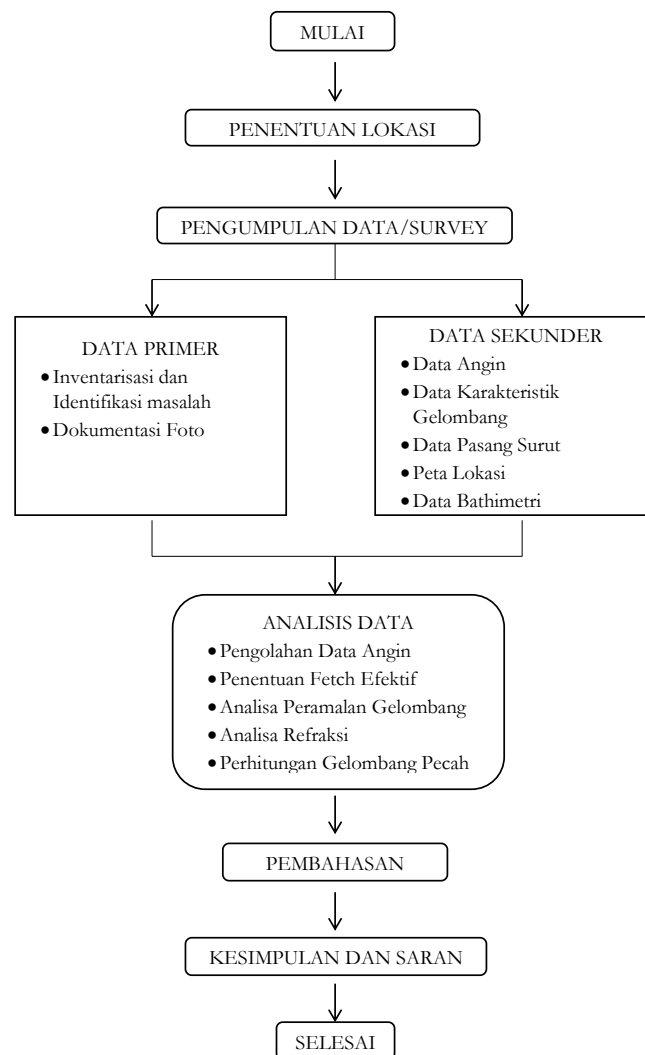 MULAI
PENENTUAN LOKASI
PENGUMPULAN DATA/SURVEY
DATA PRIMER
• Inventarisasi dan
Identifikasi masalah
• Dokumentasi Foto
DATA SEKUNDER
• Data Angin
• Data Karakteristik
Gelombang
• Data Pasang Surut
• Peta Lokasi
• Data Bathimetri
ANALISIS DATA
• Pengolahan Data Angin
• Penentuan Fetch Efektif
• Analisa Peramalan Gelombang
• Analisa Refraksi
• Perhitungan Gelombang Pecah
PEMBAHASAN
KESIMPULAN DAN SARAN
SELESAI